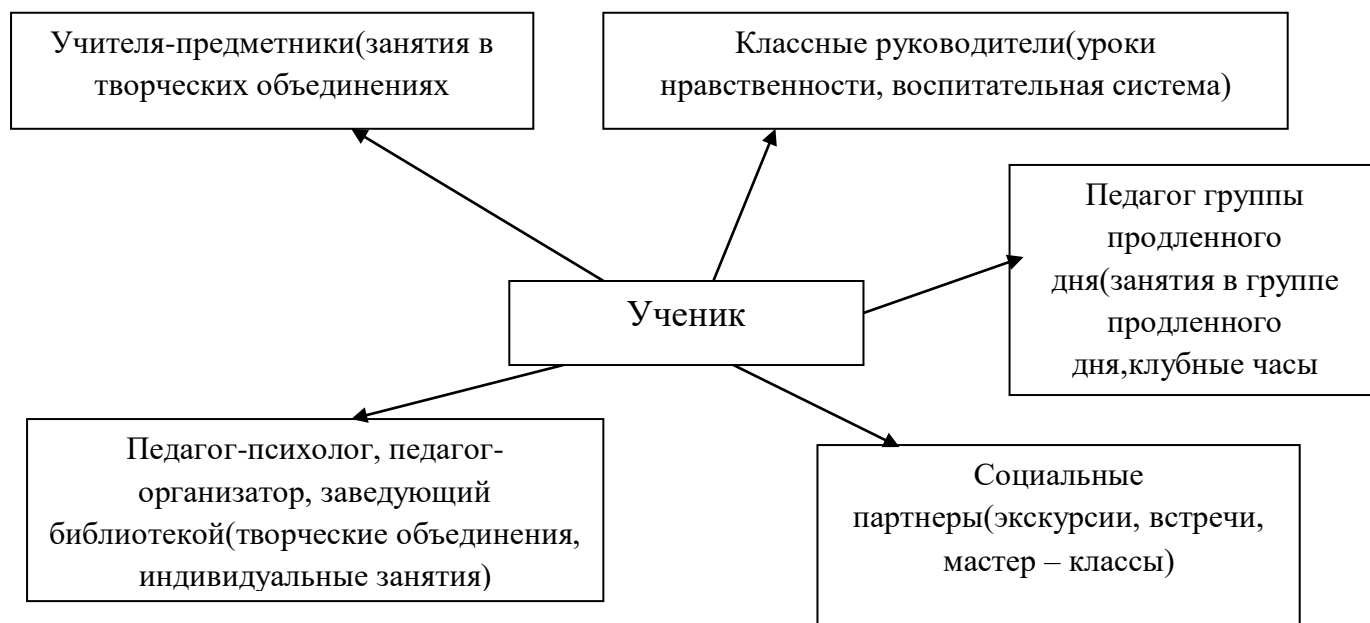 Учителя-предметники(занятия в
творческих объединениях
Классные руководители(уроки
нравственности, воспитательная система)
Педагог группы
продленного
дня(занятия в группе
продленного
дня,клубные часы
Ученик
Педагог-психолог, педагог-
организатор, заведующий
библиотекой(творческие объединения,
индивидуальные занятия)
Социальные
партнеры(экскурсии, встречи,
мастер – классы)